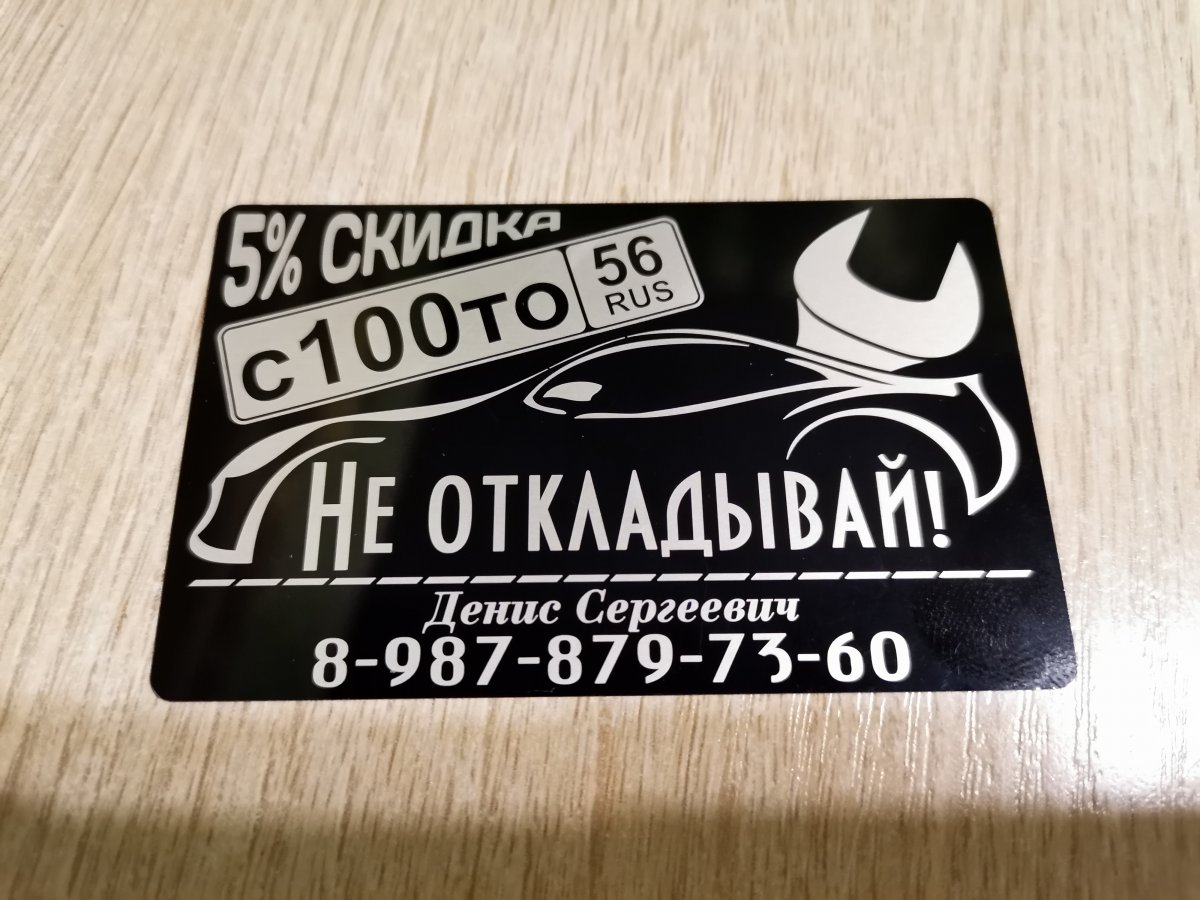 5% СКИДКА
С100ТО 56
RUS
НЕ ОТКЛАДЫВАЙ!
Денис Сергеевич
8-987-879-73-60